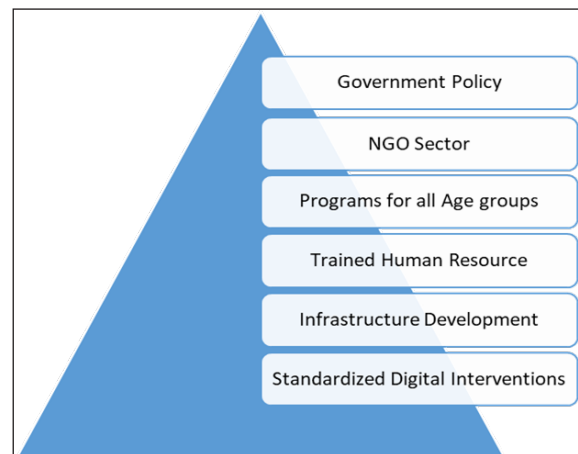 Government Policy
NGO Sector
Programs for all Age groups
Trained Human Resource
Infrastructure Development
Standardized Digital Interventions